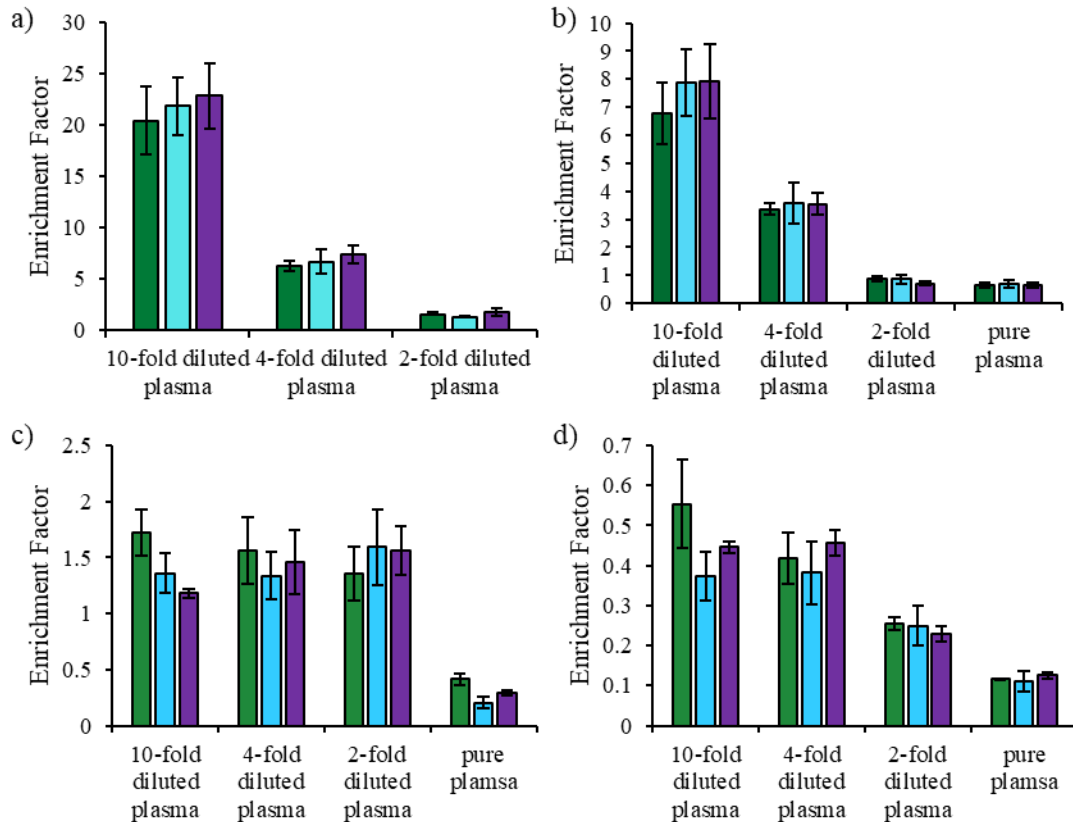 a)
Enrichment Factor
30
25
20
15
10
5
0
10-fold diluted plasma
4-fold diluted plasma
2-fold diluted plasma
b)
Enrichment Factor
10
9
8
7
6
5
4
3
2
1
0
10-fold
diluted
plasma
4-fold
diluted
plasma
2-fold
diluted
plasma
pure
plasma
c)
Enrichment Factor
2.5
2
1.5
1
0.5
0
10-fold
diluted
plasma
4-fold
diluted
plasma
2-fold
diluted
plasma
pure
plamsa
d)
Enrichment Factor
0.7
0.6
0.5
0.4
0.3
0.2
0.1
0
10-fold
diluted
plasma
4-fold
diluted
plasma
2-fold
diluted
plasma
pure
plamsa